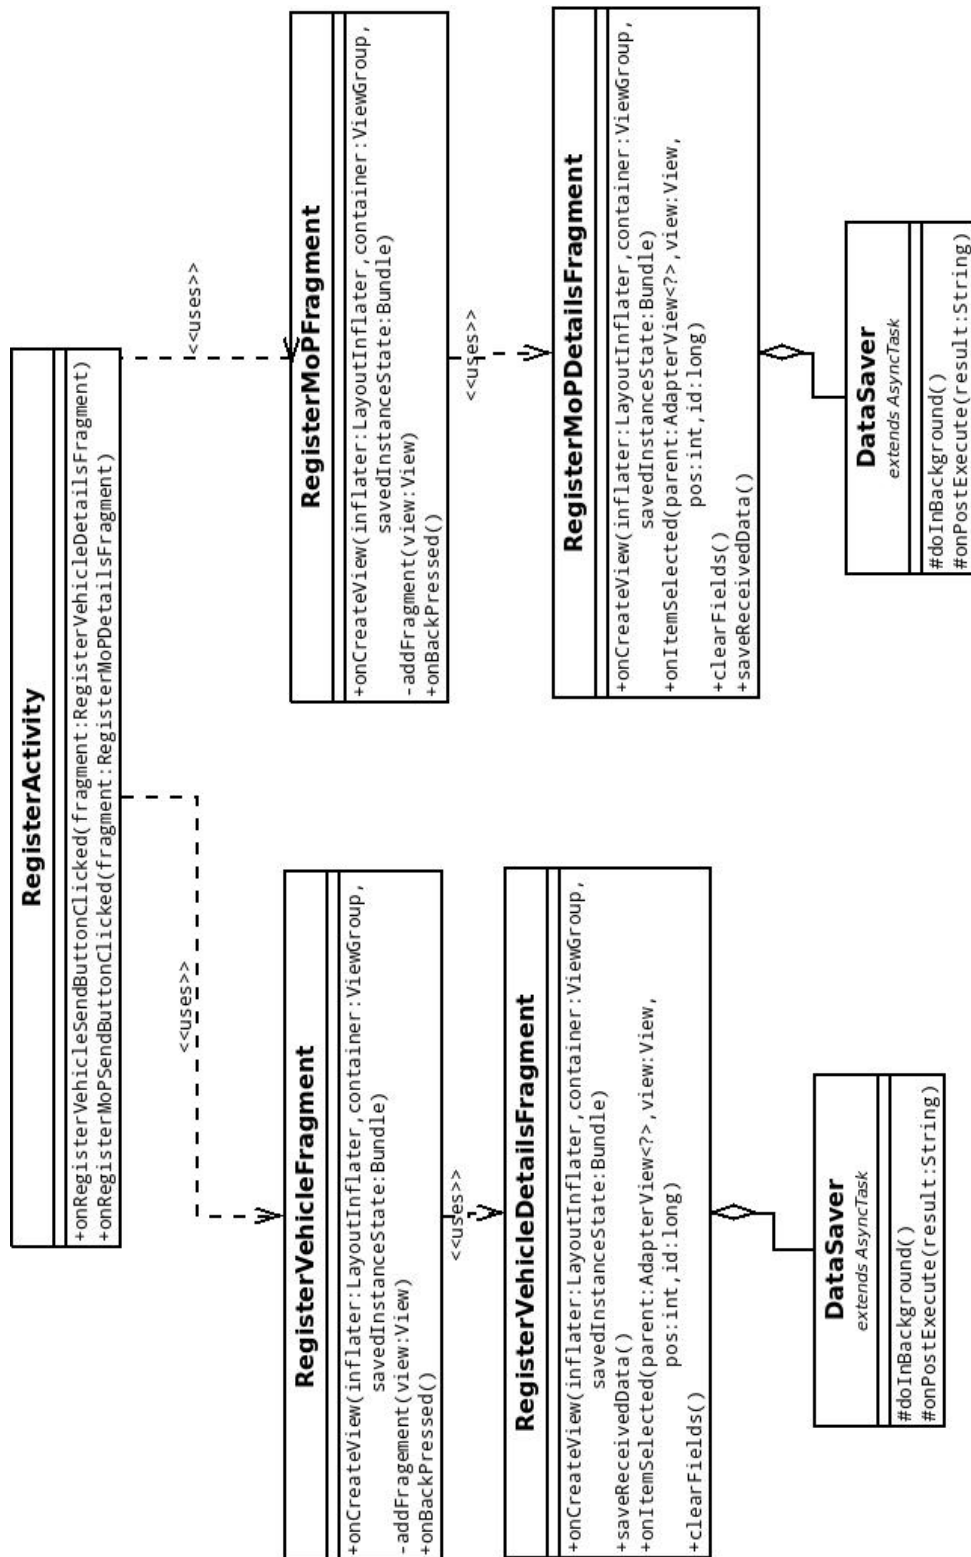 RegisterActivity
+onRegisterVehicleSendButtonClicked(fragment:RegisterVehicleDetailsFragment)
+onRegisterMoPSendButtonClicked(fragment:RegisterMoPDetailsFragment)
<<uses>>
<<uses>>
RegisterVehicleFragment
+onCreateView(inflater:LayoutInflater,container:ViewGroup,
savedInstanceState:Bundle)
-addFragement(view:View)
+onBackPressed()
RegisterMoPFragment
+onCreateView(inflater:LayoutInflater,container:ViewGroup,
savedInstanceState:Bundle)
-addFragment(view:View)
+onBackPressed()
<<uses>>
<<uses>>
RegisterVehicleDetailsFragment
+onCreateView(inflater:LayoutInflater,container:ViewGroup,
savedInstanceState:Bundle)
+saveReceivedData()
+onItemSelected(parent:AdapterView<?>,view:View,
pos:int,id:long)
+clearFields()
RegisterMoPDetailsFragment
+onCreateView(inflater:LayoutInflater,container:ViewGroup,
savedInstanceState:Bundle)
+onItemSelected(parent:AdapterView<?>,view:View,
pos:int,id:long)
+clearFields()
+saveReceivedData()
DataSaver
extends AsyncTask
#doInBackground()
#onPostExecute(result:String)
DataSaver
extends AsyncTask
#doInBackground()
#onPostExecute(result:String)